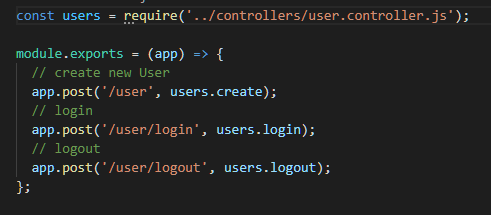 const users = require('../controllers/user.controller.js');
module.exports = (app) => {
// create new User
app.post('/user', users.create);
// login
app.post('/user/login', users.login);
// logout
app.post('/user/logout', users.logout);
};